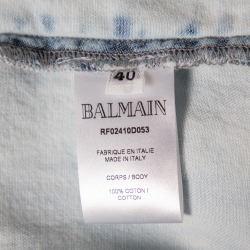 40
BALMAIN
RF02410D053
FABRIQUE EN ITALIE
MADE IN ITALY
CORPS / BODY
100% COTON /
COTTON